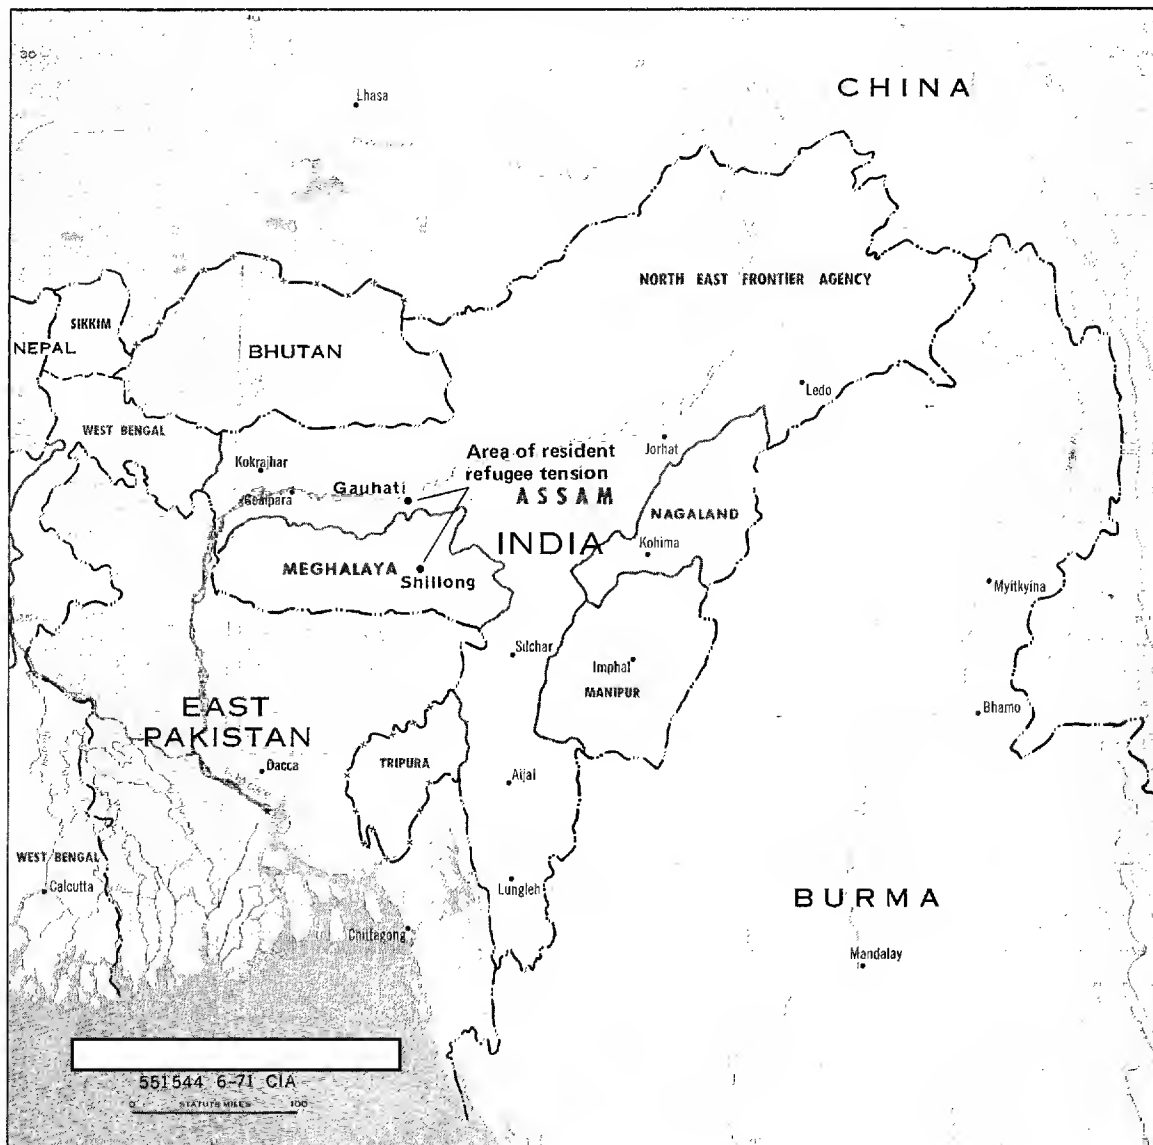 30
Lhasa
CHINA
NORTH EAST FRONTIER AGENCY
SIKKIM
NEPAL
BHUTAN
Ledo
WEST BENGAL
Jorhat
Area of resident
refugee tension
Kokrajhar
Gauhati
Goalpara
ASSAM
NAGALAND
INDIA
Kohima
MEGHALAYA
Shillong
Myitkyina
Silchar
Imphal
MANIPUR
EAST
PAKISTAN
Bhamo
Dacca
TRIPURA
Aijal
WEST BENGAL
Calcutta
Lungleh
BURMA
Chittagong
Mandalay
551544 6-71 CIA
0 STATUTE MILES 100